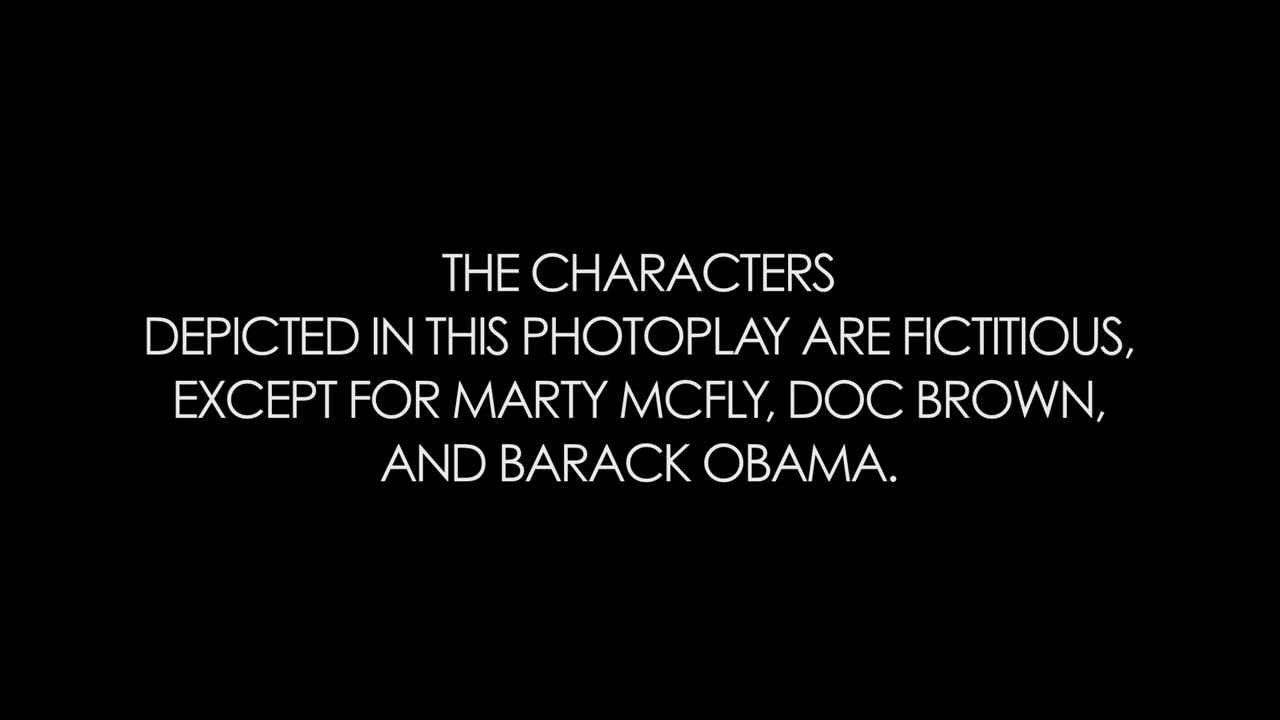 THE CHARACTERS
DEPICTED IN THIS PHOTOPLAY ARE FICTITIOUS,
EXCEPT FOR MARTY MCFLY, DOC BROWN,
AND BARACK OBAMA.